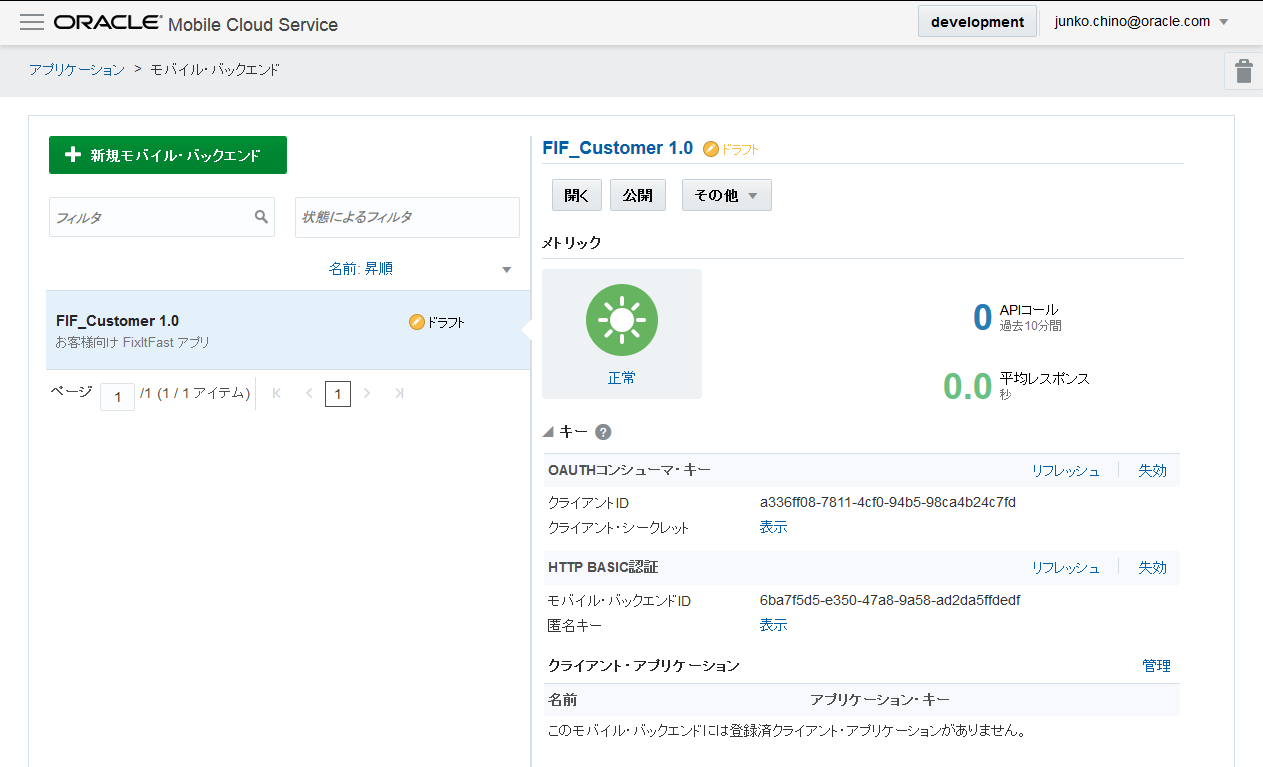 ORACLE Mobile Cloud Service
development
junko.chino@oracle.com
アプリケーション > モバイル・バックエンド
新規モバイル・バックエンド
フィルタ
状態によるフィルタ
名前: 昇順
FIF_Customer 1.0
ドラフト
お客様向け FixItFast アプリ
ページ 1 /1 (1 / 1 アイテム) 1
FIF_Customer 1.0 ドラフト
開く 公開 その他
メトリック
正常
0 APIコール
過去10分間
0.0 平均レスポンス
秒
キー ?
OAUTHコンシューマ・キー リフレッシュ 失効
クライアントID a336ff08-7811-4cf0-94b5-98ca4b24c7fd
クライアント・シークレット 表示
HTTP BASIC認証 リフレッシュ 失効
モバイル・バックエンドID 6ba7f5d5-e350-47a8-9a58-ad2da5ffdedf
匿名キー 表示
クライアント・アプリケーション 管理
名前 アプリケーション・キー
このモバイル・バックエンドには登録済クライアント・アプリケーションがありません。